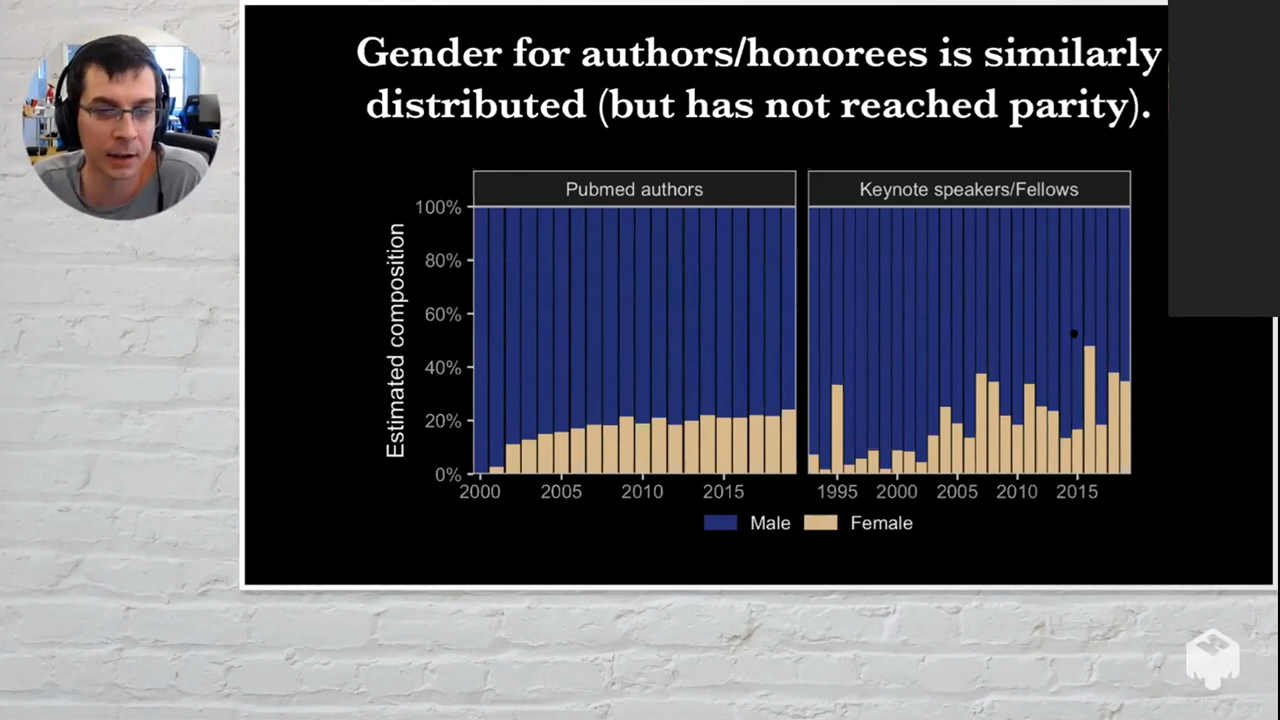 Gender for authors/honorees is similarly
distributed (but has not reached parity).
Pubmed authors
Keynote speakers/Fellows
Estimated composition
100%
80%
60%
40%
20%
0%
2000
2005
2010
2015
1995
2000
2005
2010
2015
Male
Female